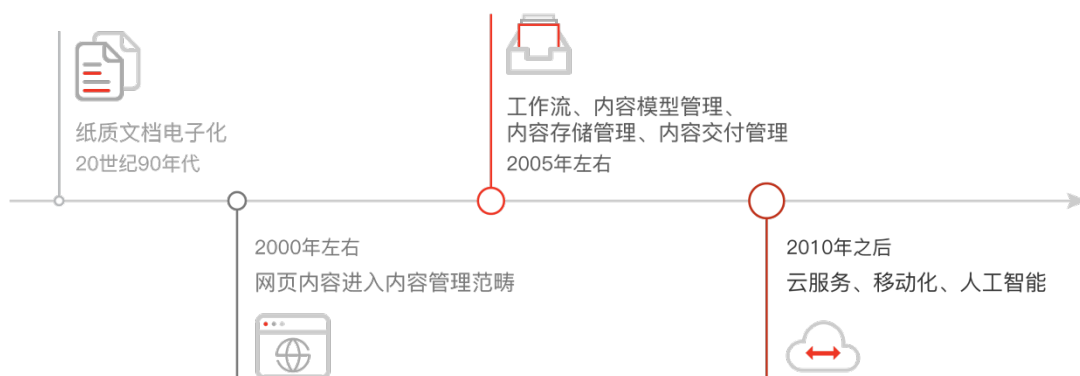 纸质文档电子化
20世纪90年代
2000年左右
网页内容进入内容管理范畴
工作流、内容模型管理、
内容存储管理、内容交付管理
2005年左右
2010年之后
云服务、移动化、人工智能